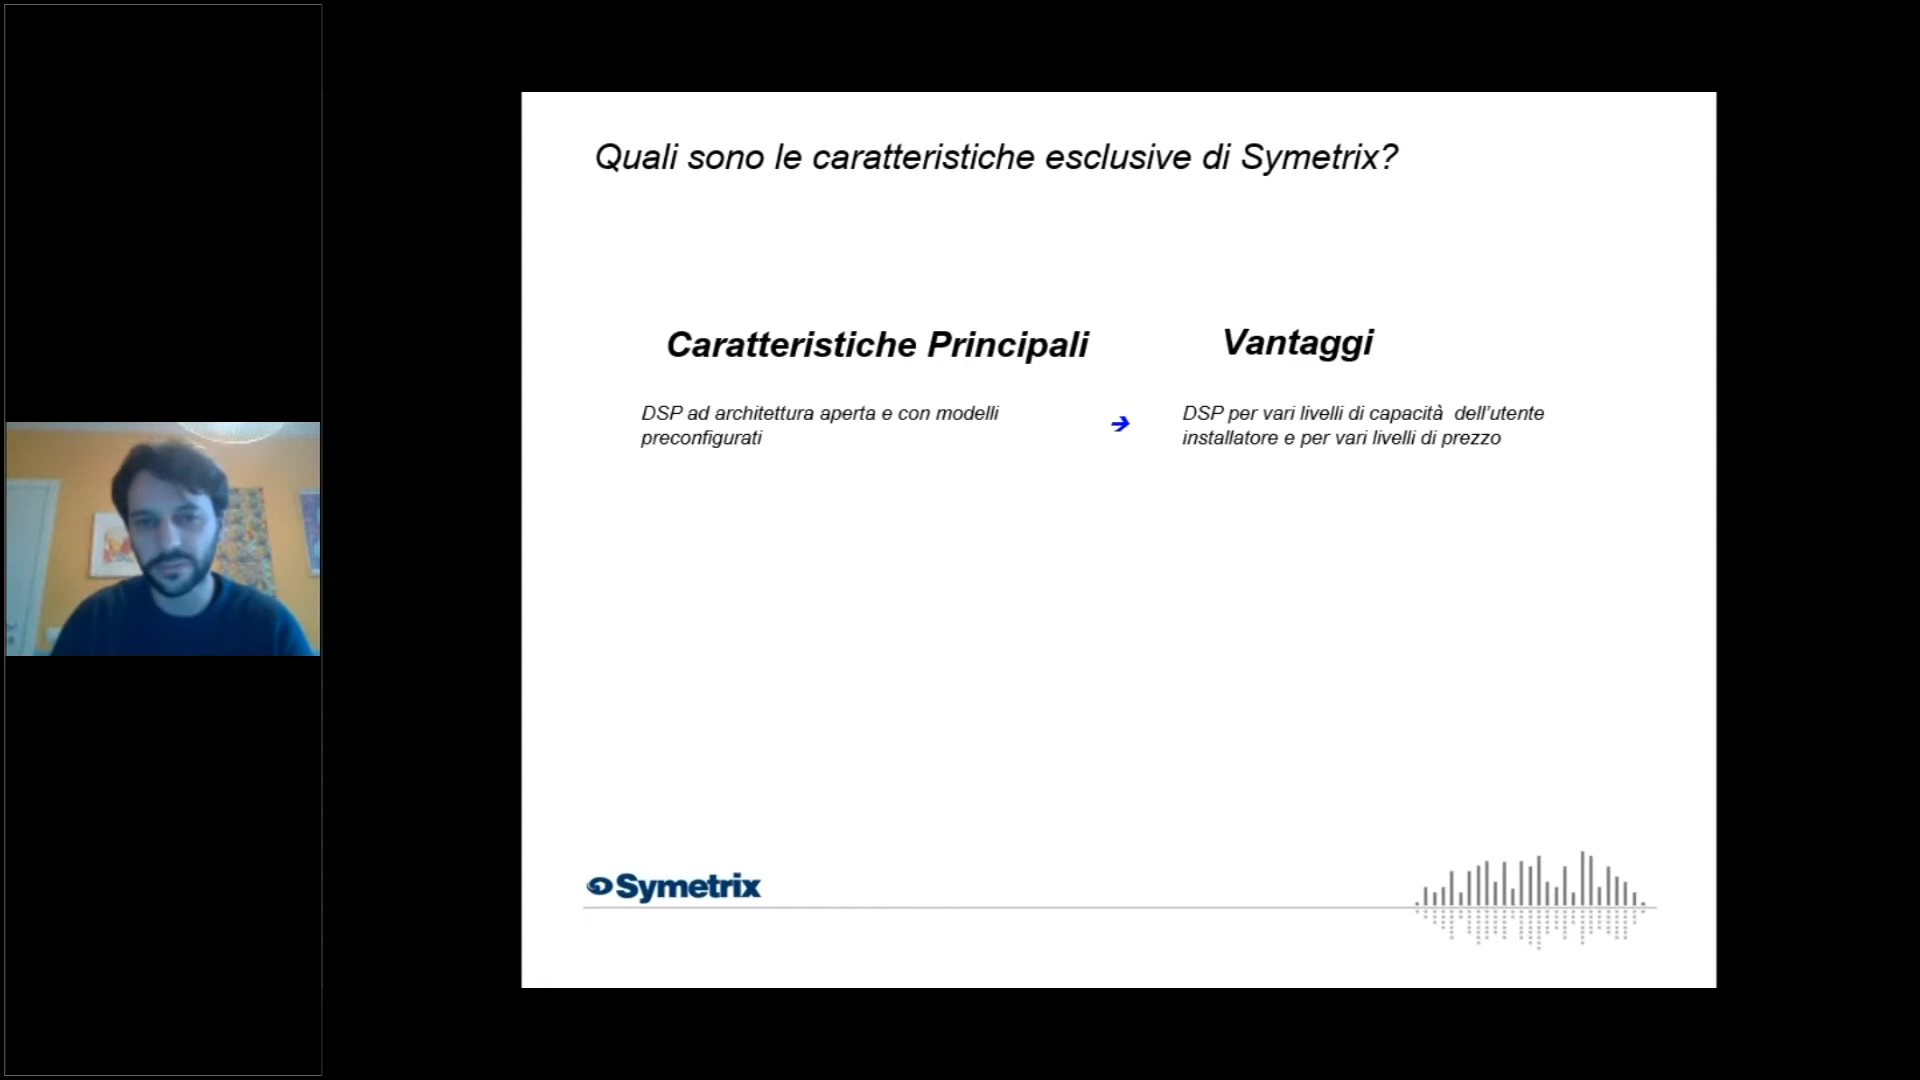 Quali sono le caratteristiche esclusive di Symetrix?
Caratteristiche Principali
Vantaggi
DSP ad architettura aperta e con modelli
preconfigurati
DSP per vari livelli di capacità  dell’utente
installatore e per vari livelli di prezzo
Symetrix